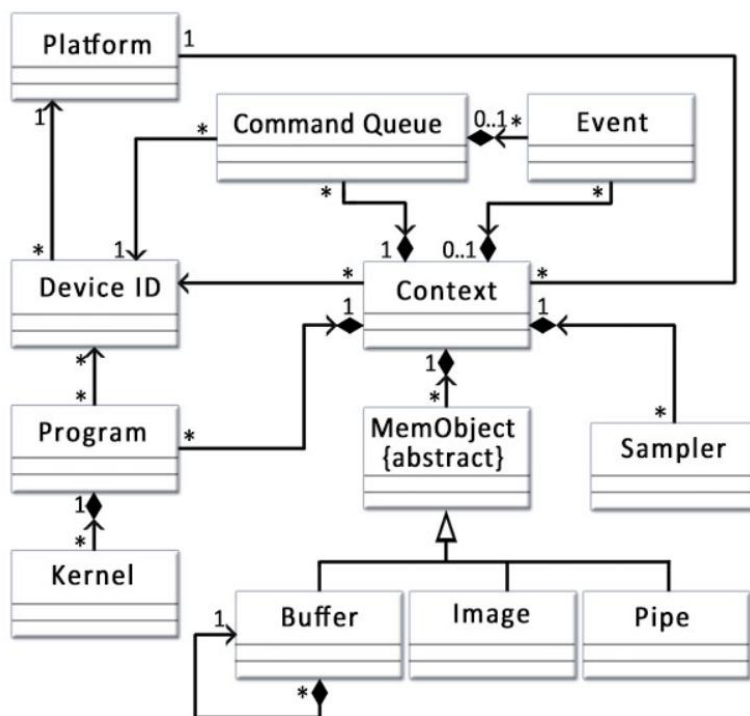 Platform
1
1
Command Queue
0..1
*
Event
*
*
*
*
1
1
0..1
Device ID
*
Context
*
1
1
*
*
1
*
Program
*
MemObject
{abstract}
Sampler
*
1
*
Kernel
Buffer
Image
Pipe
1
*